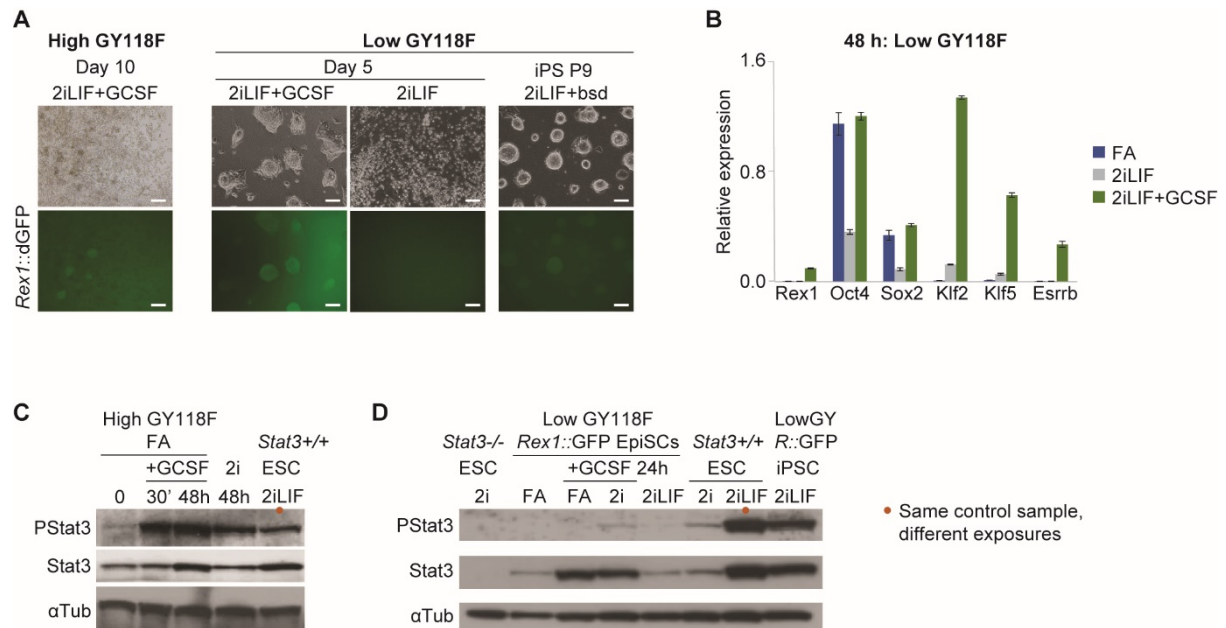 A
High GY118F
Low GY118F
Day 10
Day 5
iPS P9
2iLIF+GCSF
2iLIF+GCSF
2iLIF
2iLIF+bsd
Rex1::dGFP
B
48 h: Low GY118F
Relative expression
1.6
0.8
0.0
Rex1 Oct4 Sox2 Klf2 Klf5 Esrrb
FA
2iLIF
2iLIF+GCSF
C
High GY118F
FA
Stat3+/+
+GCSF 2i ESC
0 30’ 48h 48h 2iLIF
PStat3
Stat3
αTub
D
Low GY118F LowGY
Stat3-/- Rex1::GFP EpiSCs Stat3+/+ R::GFP
ESC +GCSF 24h ESC iPSC
2i FA FA 2i 2iLIF 2i 2iLIF 2iLIF
PStat3
Stat3
αTub
Same control sample,
different exposures